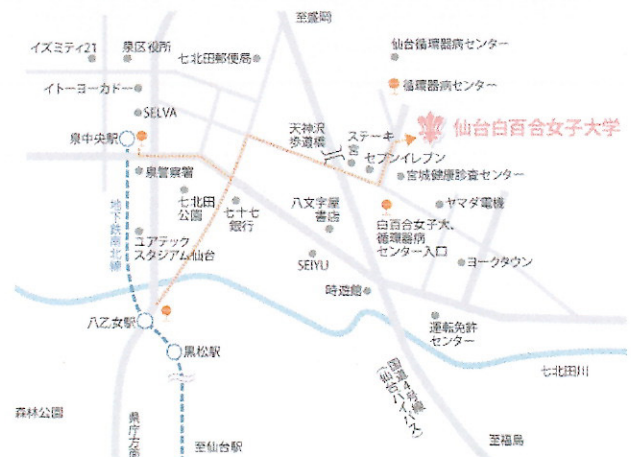 至盛岡
イズミティ21
泉区役所
七北田郵便局
仙台循環器病センター
イトーヨーカドー
循環器病センター
SELVA
仙台白百合女子大学
天神沢
歩道橋
ステーキ
宮
泉中央駅
セブンイレブン
泉警察署
宮城健康診査センター
七北田
公園
七十七
銀行
八文字屋
書店
ヤマダ電機
地下鉄南北線
白百合女子大、
循環器病
センター入口
ユアテック
スタジアム仙台
SEIYU
ヨークタウン
時遊館
八乙女駅
運転免許
センター
黒松駅
七北田川
国道4号線
(仙台バイパス)
森林公園
県庁方面
至仙台駅
至福島